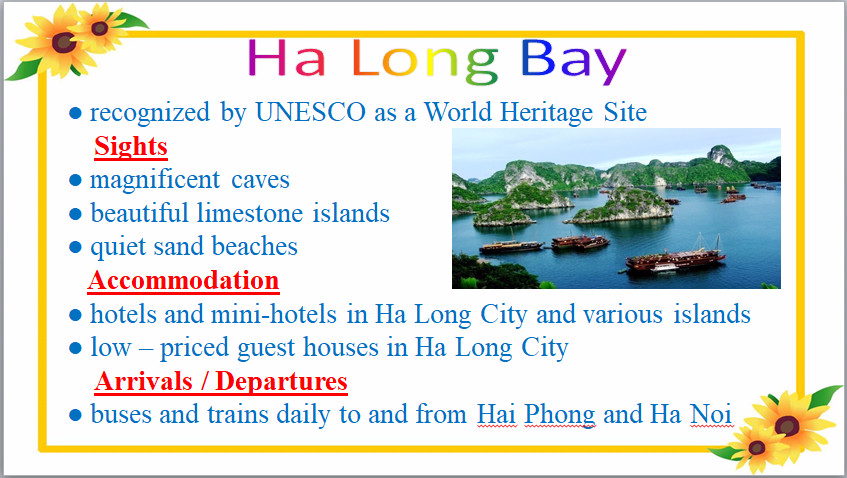 Ha Long Bay
● recognized by UNESCO as a World Heritage Site
Sights
● magnificent caves
● beautiful limestone islands
● quiet sand beaches
Accommodation
● hotels and mini-hotels in Ha Long City and various islands
● low – priced guest houses in Ha Long City
Arrivals / Departures
● buses and trains daily to and from Hai Phong and Ha Noi